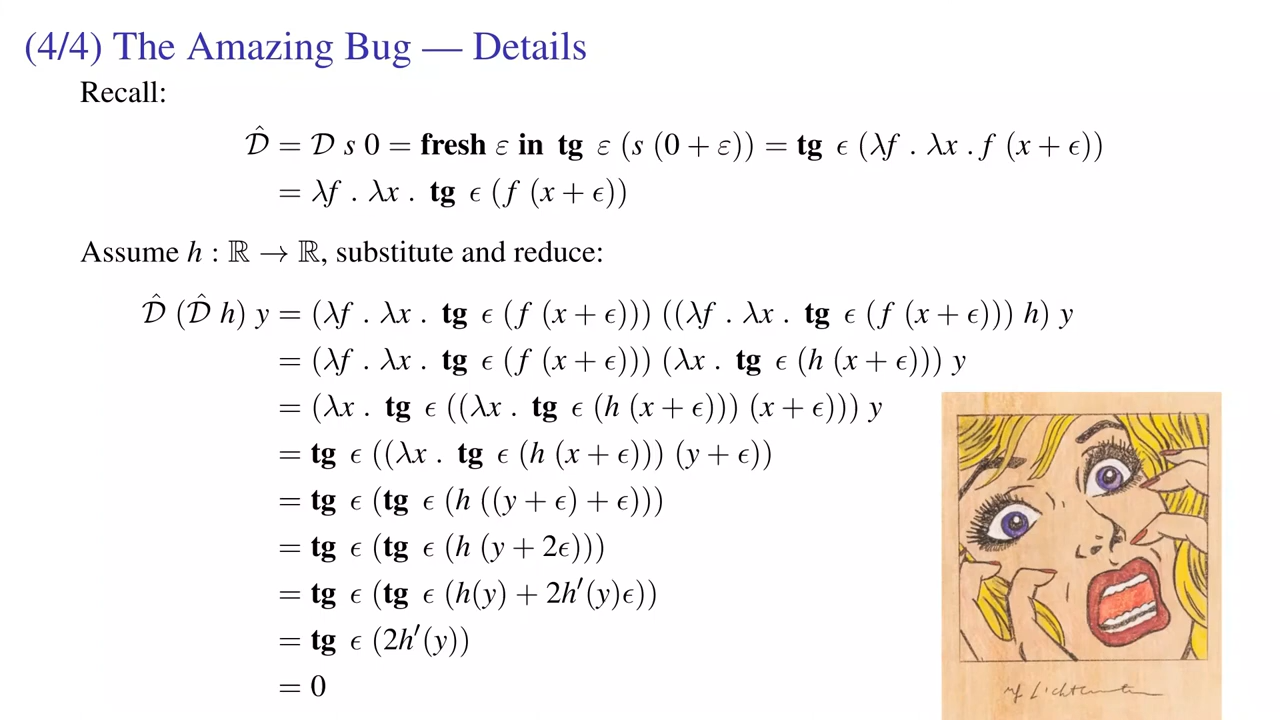 (4/4) The Amazing Bug — Details
Recall:
𝒟̂ = 𝒟 s 0 = fresh ε in tg ε (s (0 + ε)) = tg ϵ (λf . λx . f (x + ϵ))
= λf . λx . tg ϵ (f (x + ϵ))
Assume h : ℝ → ℝ, substitute and reduce:
𝒟̂ (𝒟̂ h) y = (λf . λx . tg ϵ (f (x + ϵ))) ((λf . λx . tg ϵ (f (x + ϵ))) h) y
= (λf . λx . tg ϵ (f (x + ϵ))) (λx . tg ϵ (h (x + ϵ))) y
= (λx . tg ϵ ((λx . tg ϵ (h (x + ϵ))) (x + ϵ))) y
= tg ϵ ((λx . tg ϵ (h (x + ϵ))) (y + ϵ))
= tg ϵ (tg ϵ (h ((y + ϵ) + ϵ)))
= tg ϵ (tg ϵ (h (y + 2ϵ)))
= tg ϵ (tg ϵ (h(y) + 2h′(y)ϵ))
= tg ϵ (2h′(y))
= 0